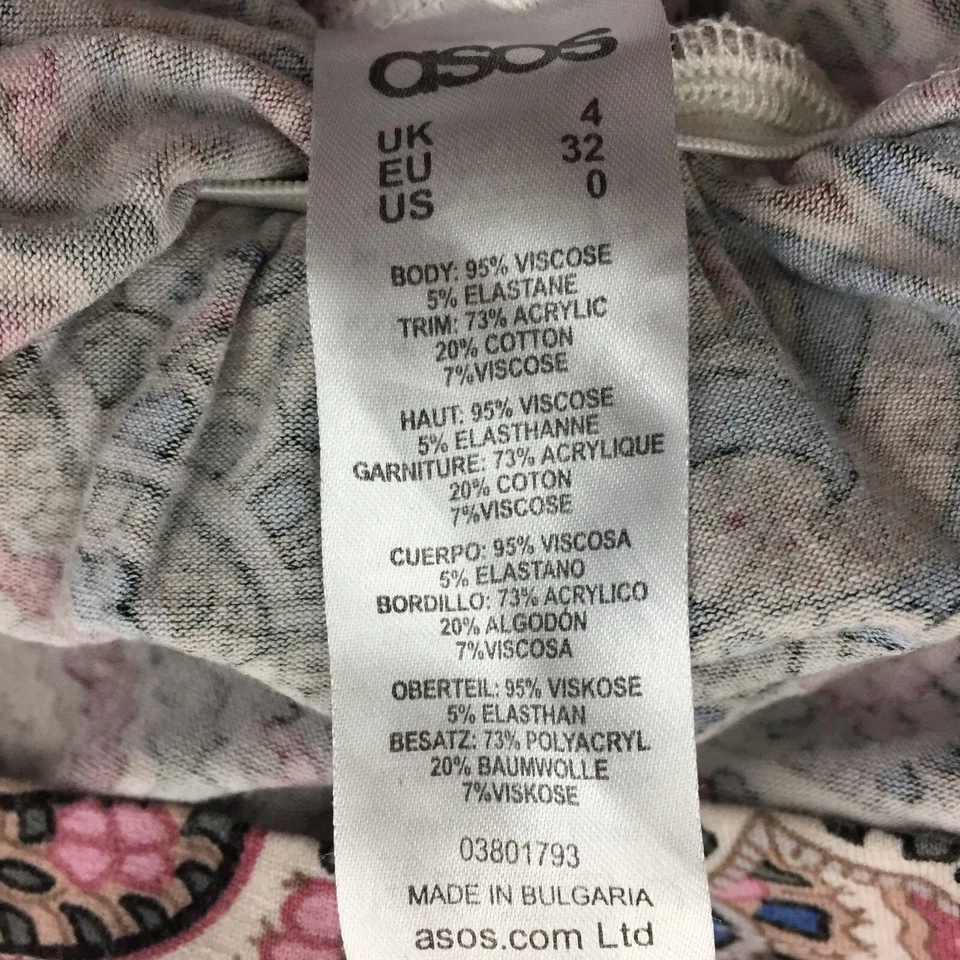 asos
UK 4
EU 32
US 0
BODY: 95% VISCOSE
5% ELASTANE
TRIM: 73% ACRYLIC
20% COTTON
7%VISCOSE
HAUT: 95% VISCOSE
5% ELASTHANNE
GARNITURE: 73% ACRYLIQUE
20% COTON
7%VISCOSE
CUERPO: 95% VISCOSA
5% ELASTANO
BORDILLO: 73% ACRYLICO
20% ALGODÓN
7%VISCOSA
OBERTEIL: 95% VISKOSE
5% ELASTHAN
BESATZ: 73% POLYACRYL
20% BAUMWOLLE
7%VISKOSE
03801793
MADE IN BULGARIA
asos.com Ltd